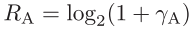 R_A = log_2(1 + γ_A)